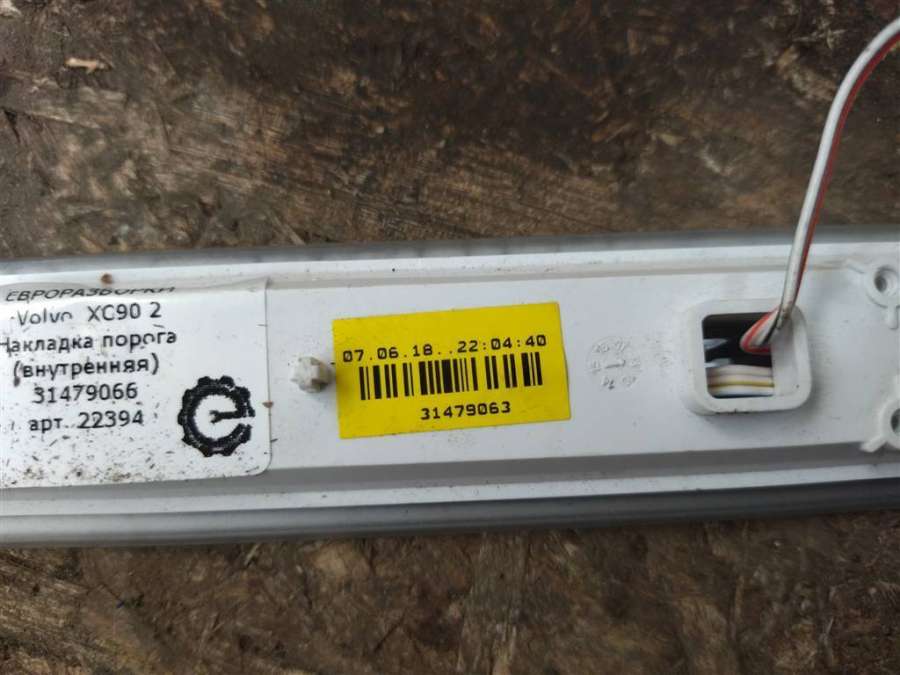 ЕВРОРАЗБОРКИ
Volvo XC90 2
Накладка порога
(внутренняя)
31479066
арт. 22394
07.06.18..22:04:40
31479063